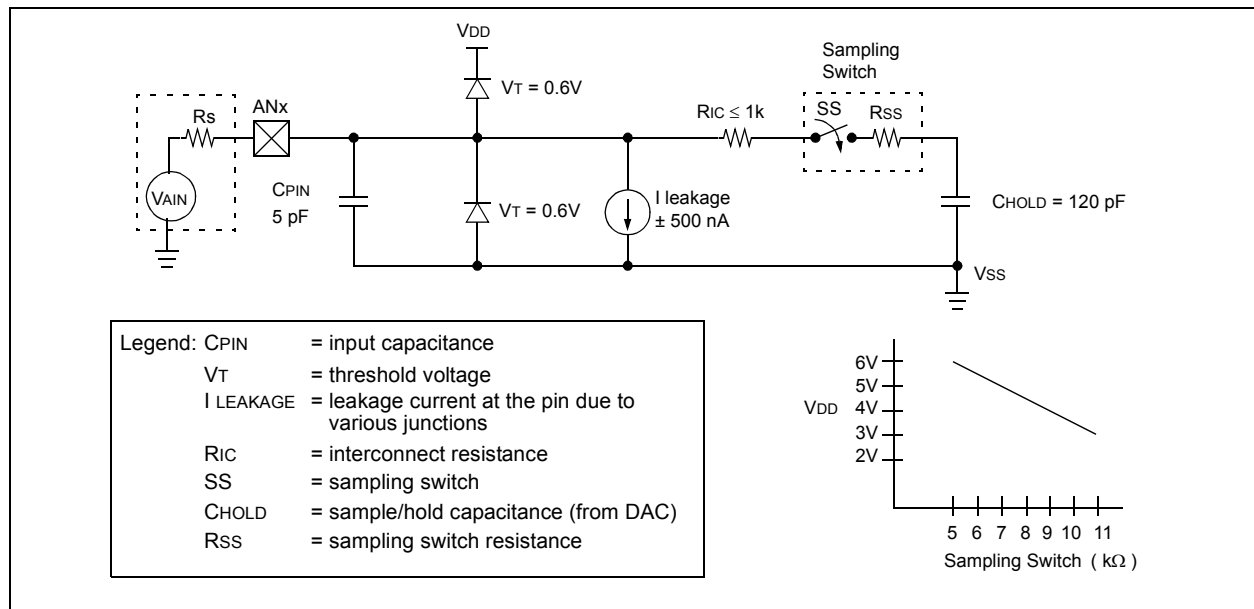 VDD
Sampling
Switch
VT = 0.6V
Rs
ANx
RIC ≤ 1k
SS
RSS
VAIN
CPIN
5 pF
VT = 0.6V
I leakage
± 500 nA
CHOLD = 120 pF
VSS
Legend: CPIN = input capacitance
VT = threshold voltage
I LEAKAGE = leakage current at the pin due to
various junctions
RIC = interconnect resistance
SS = sampling switch
CHOLD = sample/hold capacitance (from DAC)
RSS = sampling switch resistance
6V
5V
VDD 4V
3V
2V
5 6 7 8 9 10 11
Sampling Switch ( kΩ )